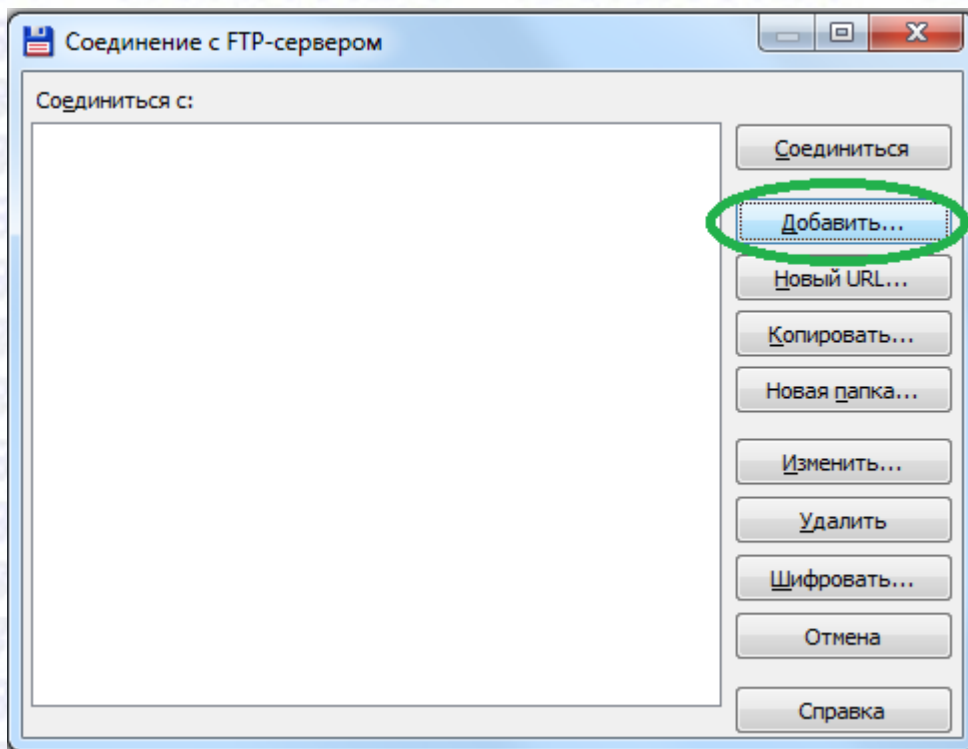 Соединение с FTP-сервером
Соединиться с:
Соединиться
Добавить...
Новый URL...
Копировать...
Новая папка...
Изменить...
Удалить
Шифровать...
Отмена
Справка